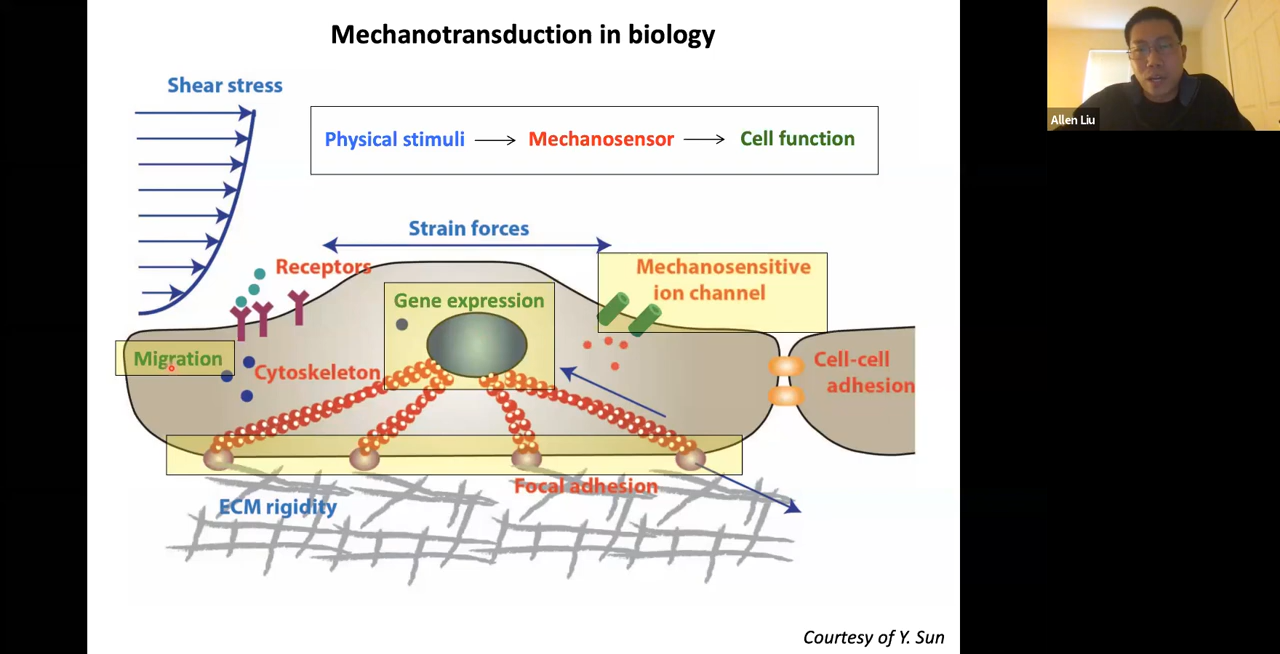 Mechanotransduction in biology
Allen Liu
Shear stress
Physical stimuli
Mechanosensor
Cell function
Strain forces
Receptors
Mechanosensitive
ion channel
Gene expression
Migration
Cytoskeleton
Cell-cell
adhesion
Focal adhesion
ECM rigidity
Courtesy of Y. Sun